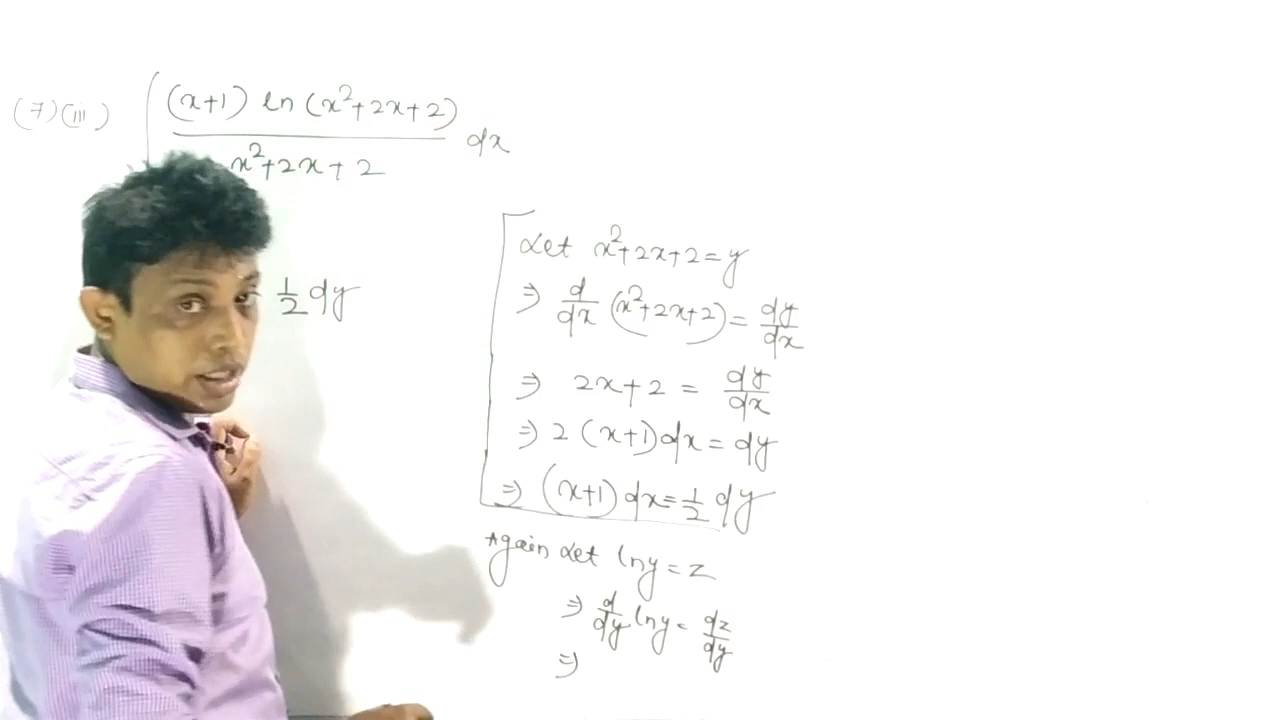 (7)(iii) ∫ (x+1) ln (x²+2x+2)
x²+2x+2
dx
Let x²+2x+2 = y
½ dy
⇒ d/dx (x²+2x+2) = dy/dx
⇒ 2x+2 = dy/dx
⇒ 2(x+1)dx = dy
⇒ (x+1)dx = ½ dy
Again Let lny = z
⇒ d/dy lny = dz/dy
⇒